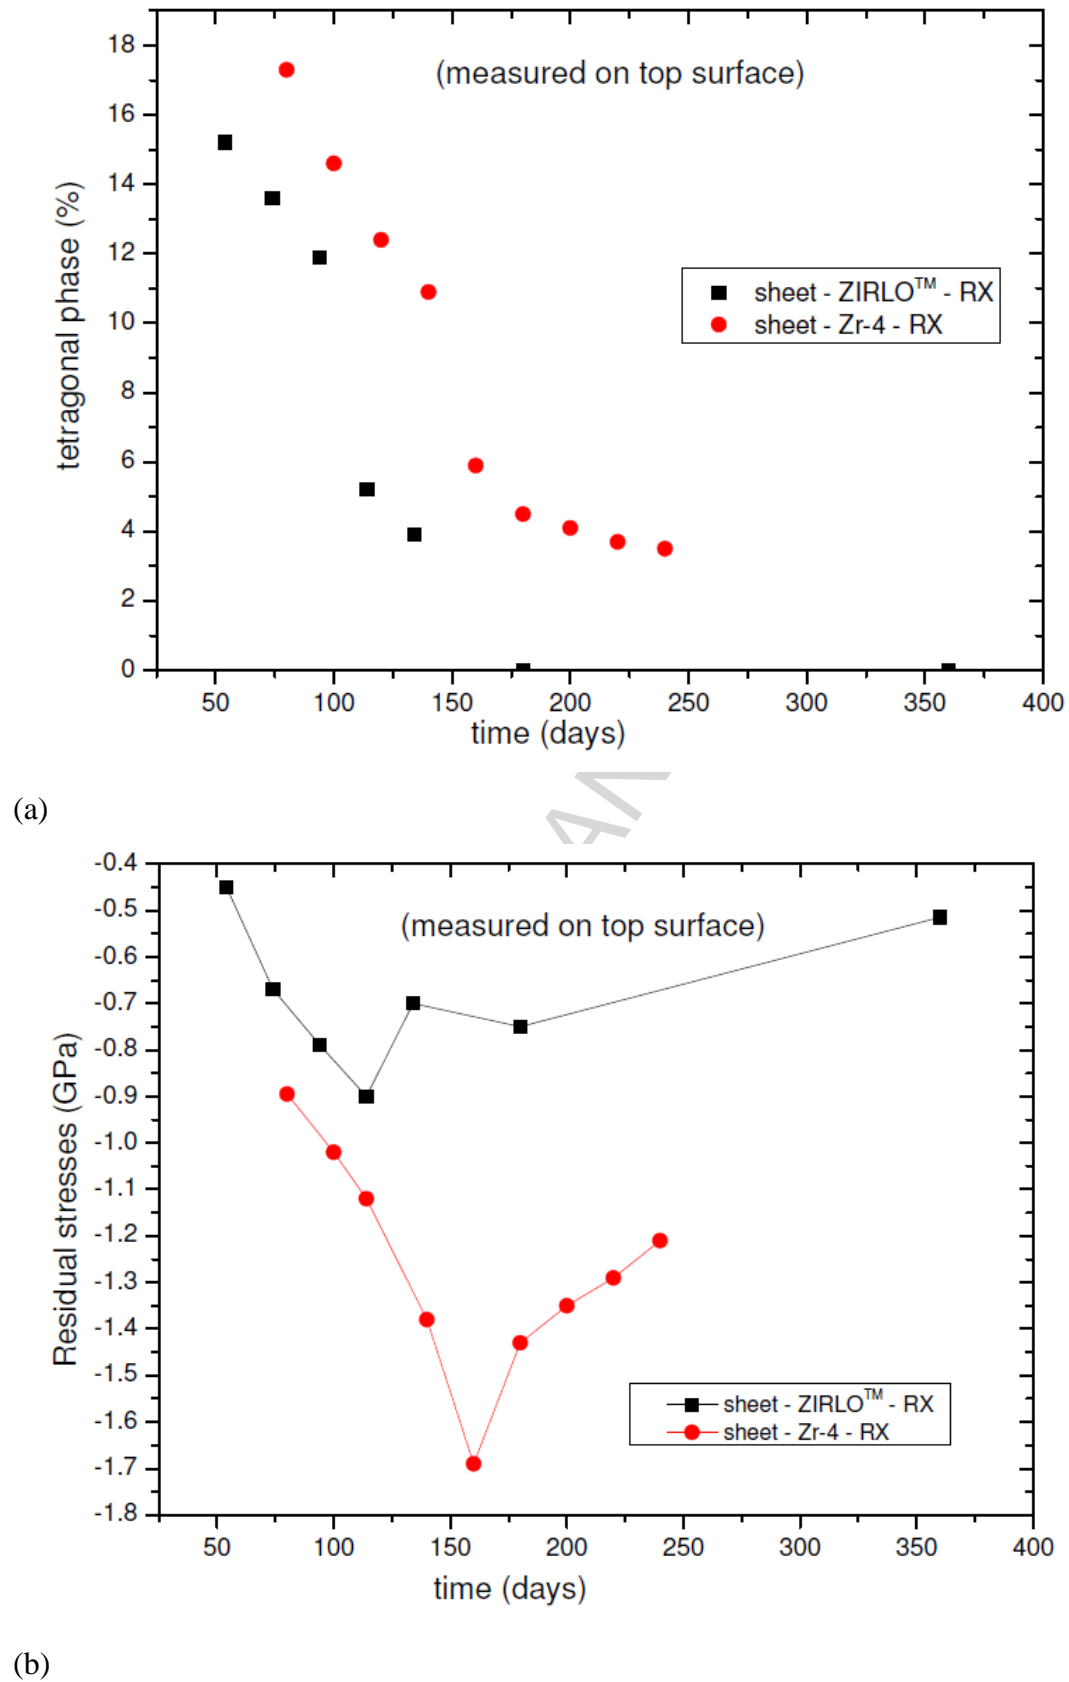 18
16
14
12
10
8
6
4
2
0
tetragonal phase (%)
(measured on top surface)
sheet - ZIRLO™ - RX
sheet - Zr-4 - RX
50 100 150 200 250 300 350 400
time (days)
(a)
AN
-0.4
-0.5
-0.6
-0.7
-0.8
-0.9
-1.0
-1.1
-1.2
-1.3
-1.4
-1.5
-1.6
-1.7
-1.8
Residual stresses (GPa)
(measured on top surface)
sheet - ZIRLO™ - RX
sheet - Zr-4 - RX
50 100 150 200 250 300 350 400
time (days)
(b)